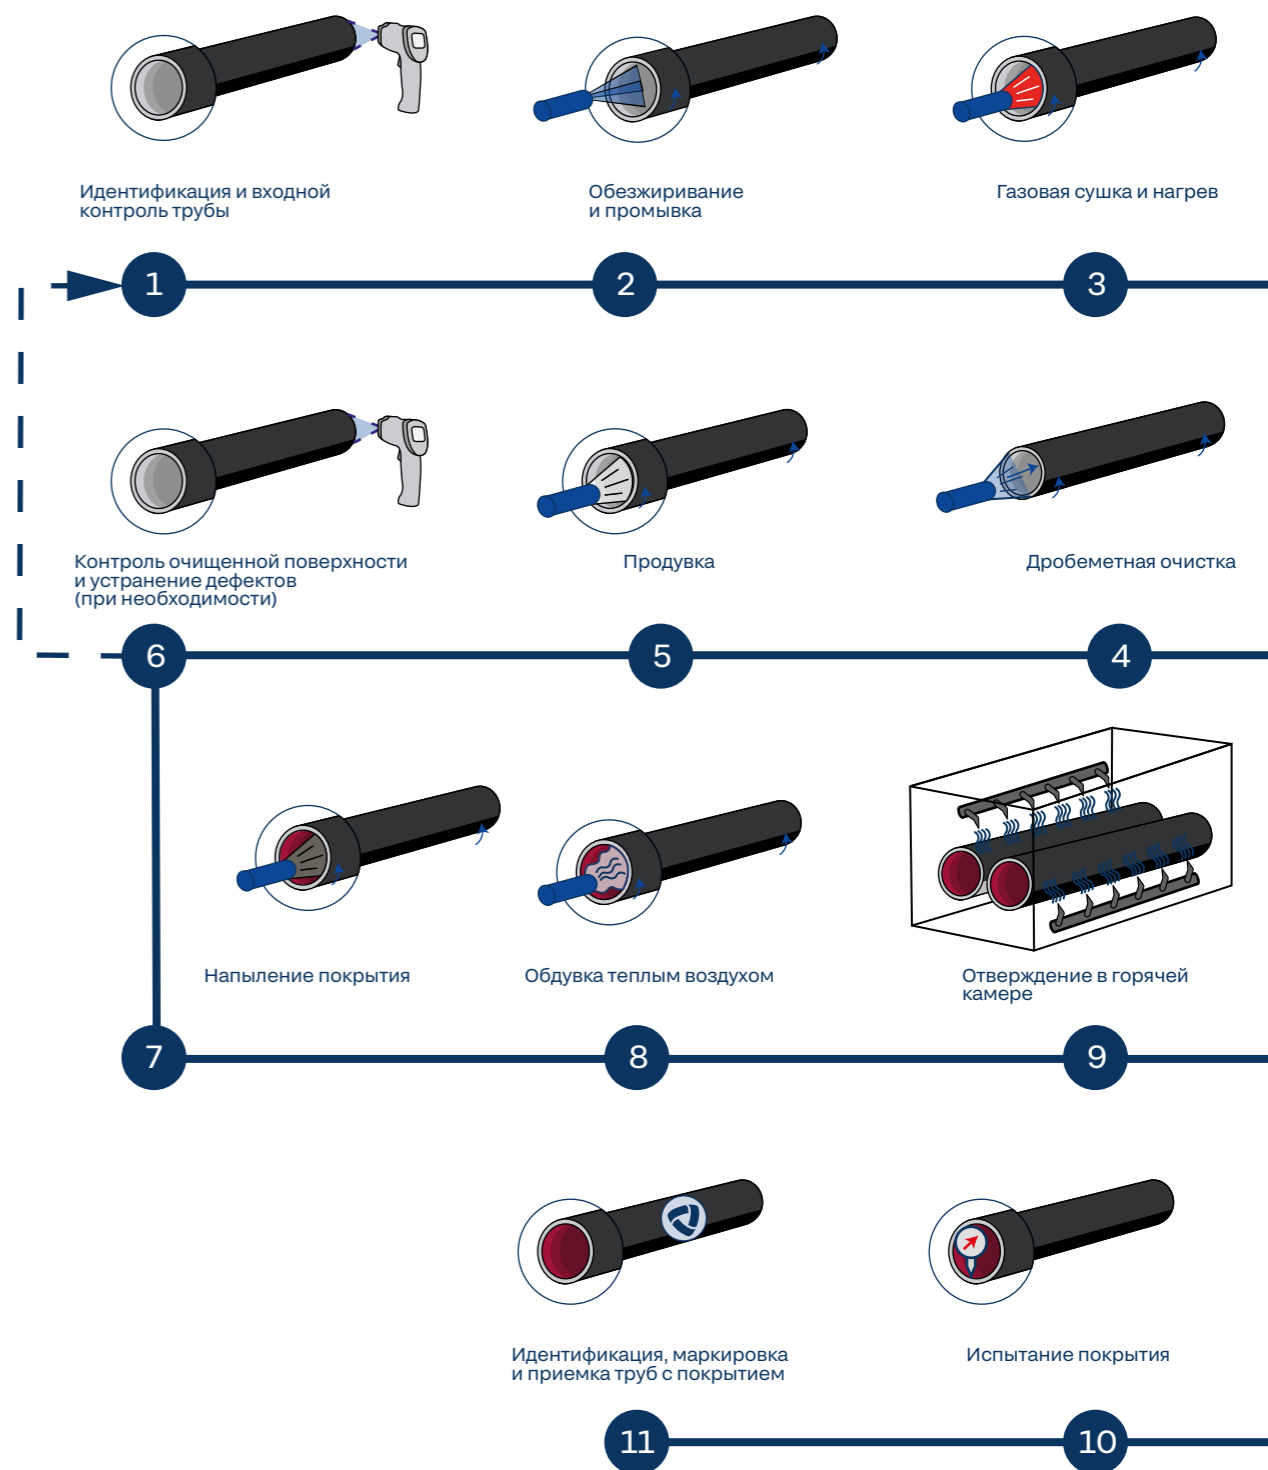 Идентификация и входной
контроль трубы
Обезжиривание
и промывка
Газовая сушка и нагрев
1
2
3
Контроль очищенной поверхности
и устранение дефектов
(при необходимости)
Продувка
Дробеметная очистка
6
5
4
Напыление покрытия
Обдувка теплым воздухом
Отверждение в горячей
камере
7
8
9
Идентификация, маркировка
и приемка труб с покрытием
Испытание покрытия
11
10